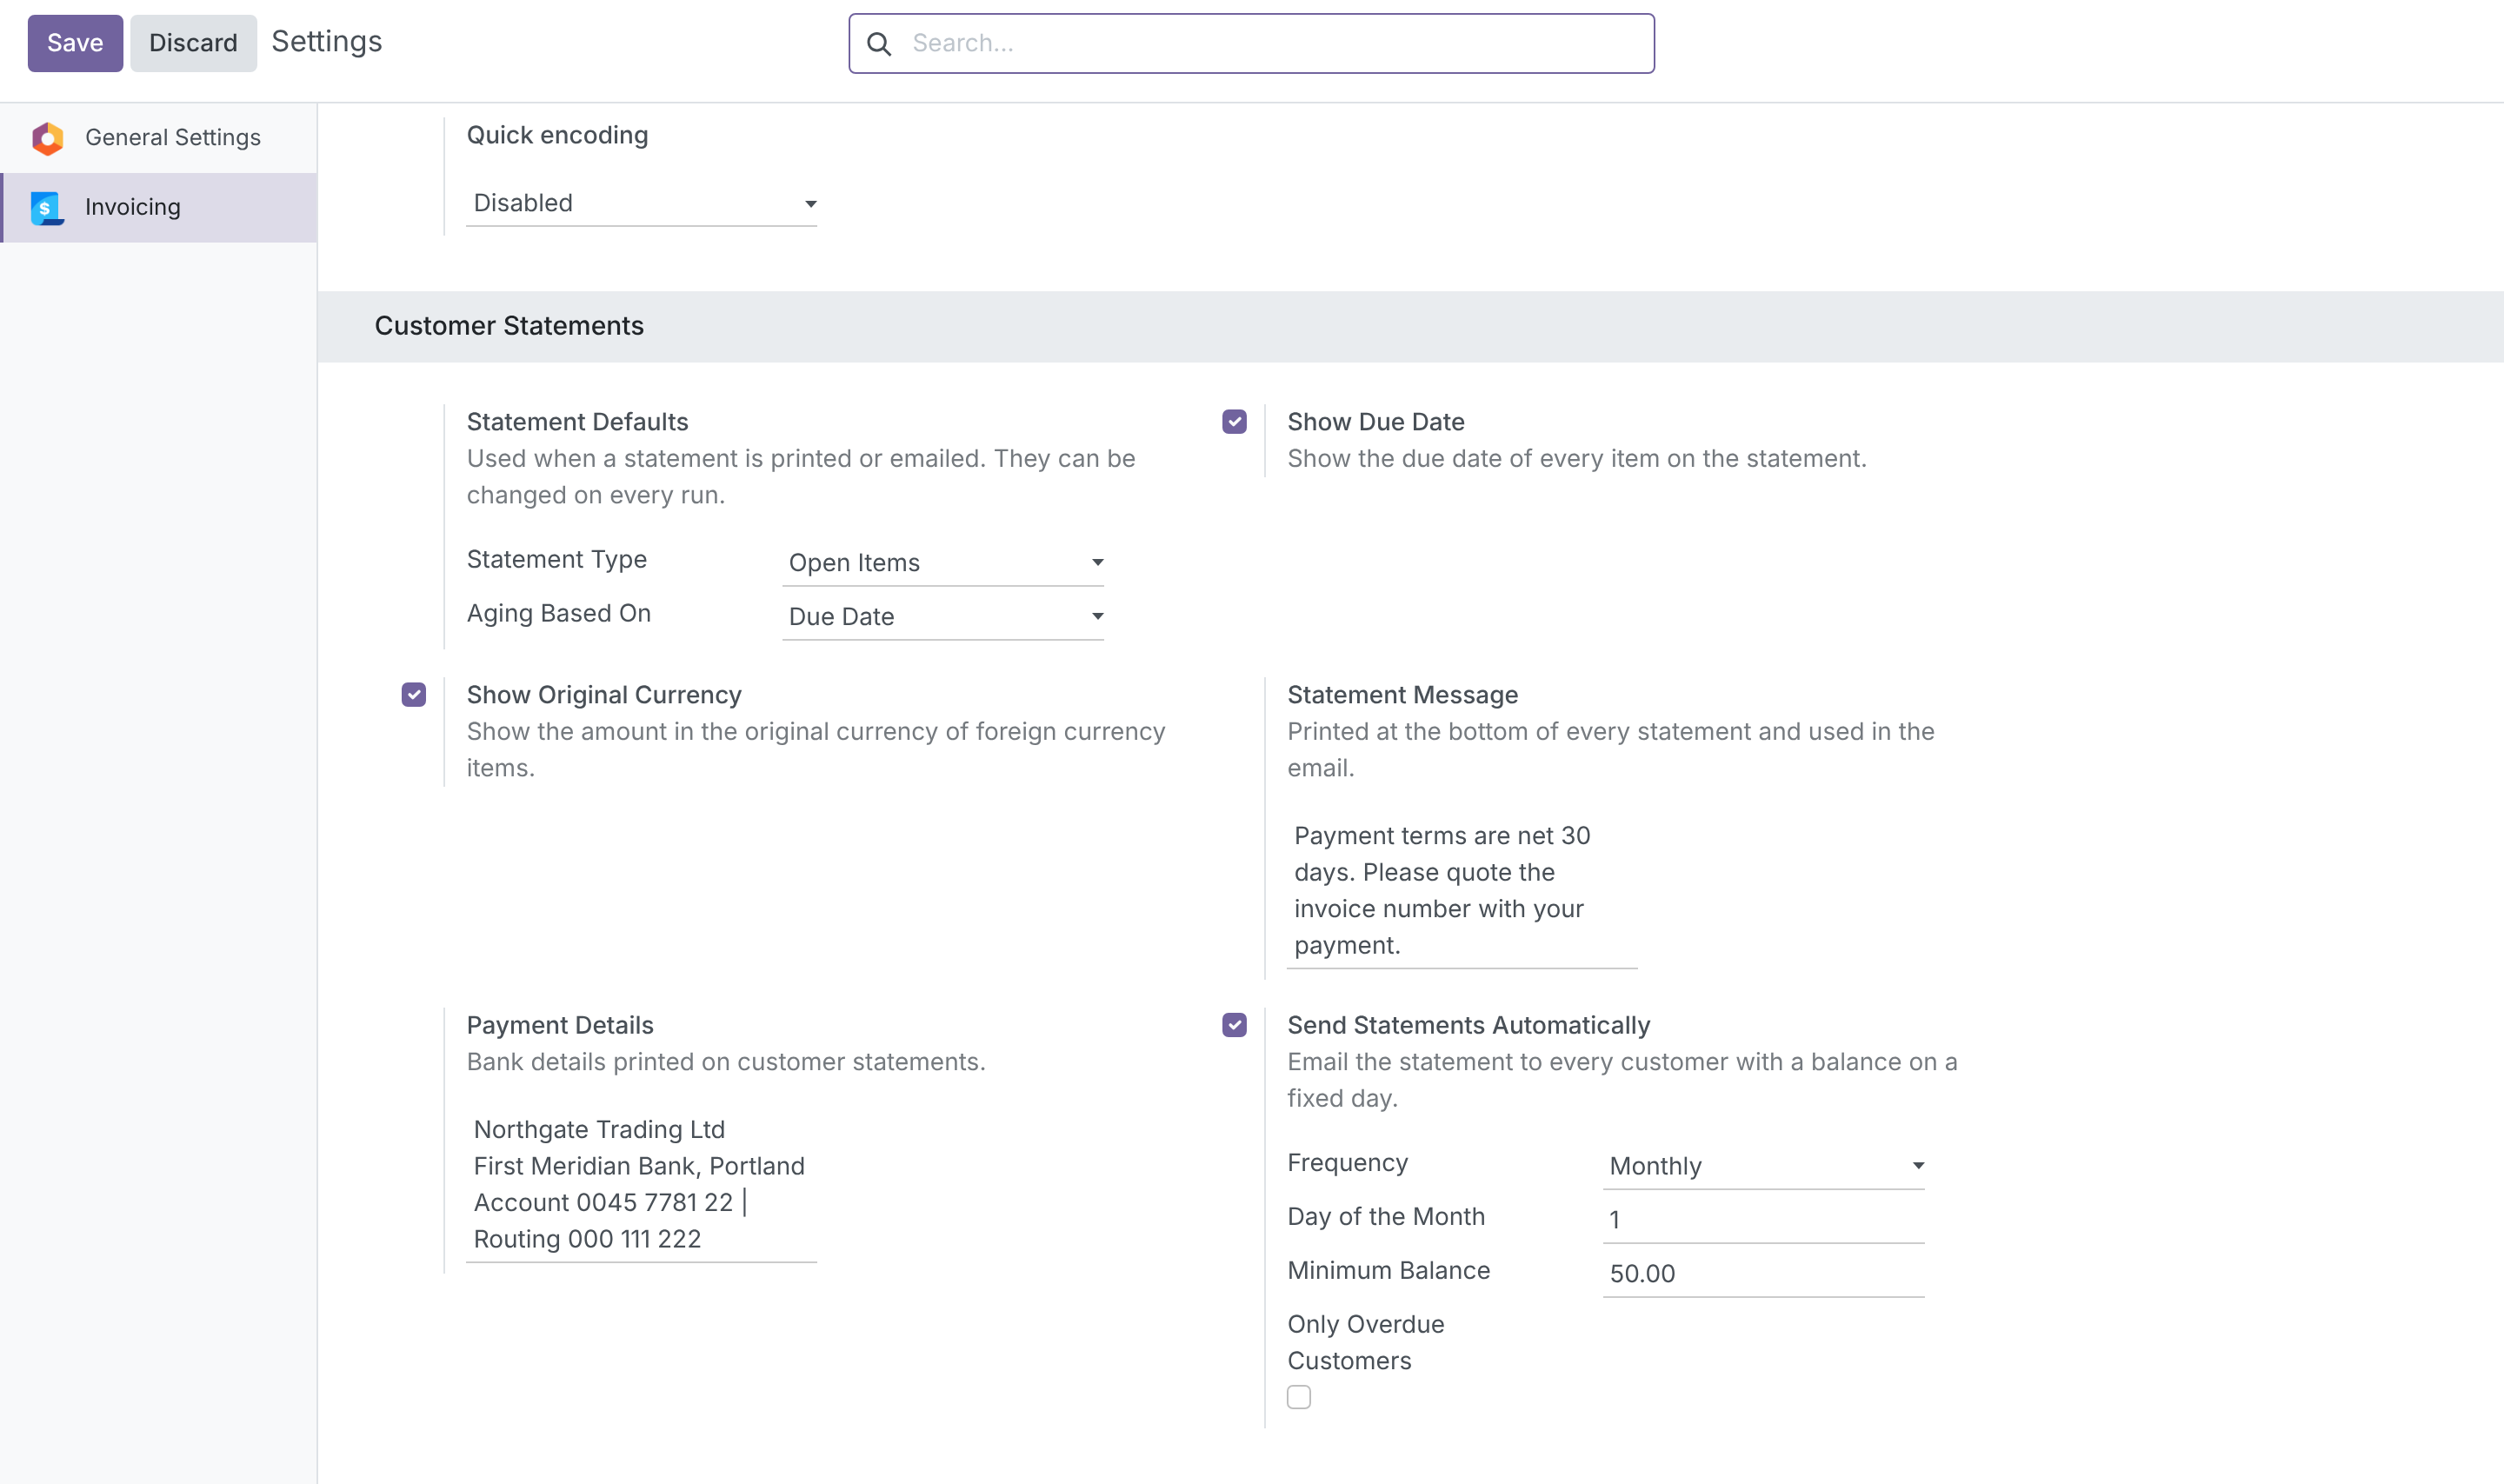 Save Discard Settings Search...
General Settings
Invoicing
Quick encoding
Disabled
Customer Statements
Statement Defaults
Used when a statement is printed or emailed. They can be
changed on every run.
Statement Type Open Items
Aging Based On Due Date
Show Due Date
Show the due date of every item on the statement.
Show Original Currency
Show the amount in the original currency of foreign currency
items.
Statement Message
Printed at the bottom of every statement and used in the
email.
Payment terms are net 30
days. Please quote the
invoice number with your
payment.
Payment Details
Bank details printed on customer statements.
Northgate Trading Ltd
First Meridian Bank, Portland
Account 0045 7781 22 |
Routing 000 111 222
Send Statements Automatically
Email the statement to every customer with a balance on a
fixed day.
Frequency Monthly
Day of the Month 1
Minimum Balance 50.00
Only Overdue
Customers